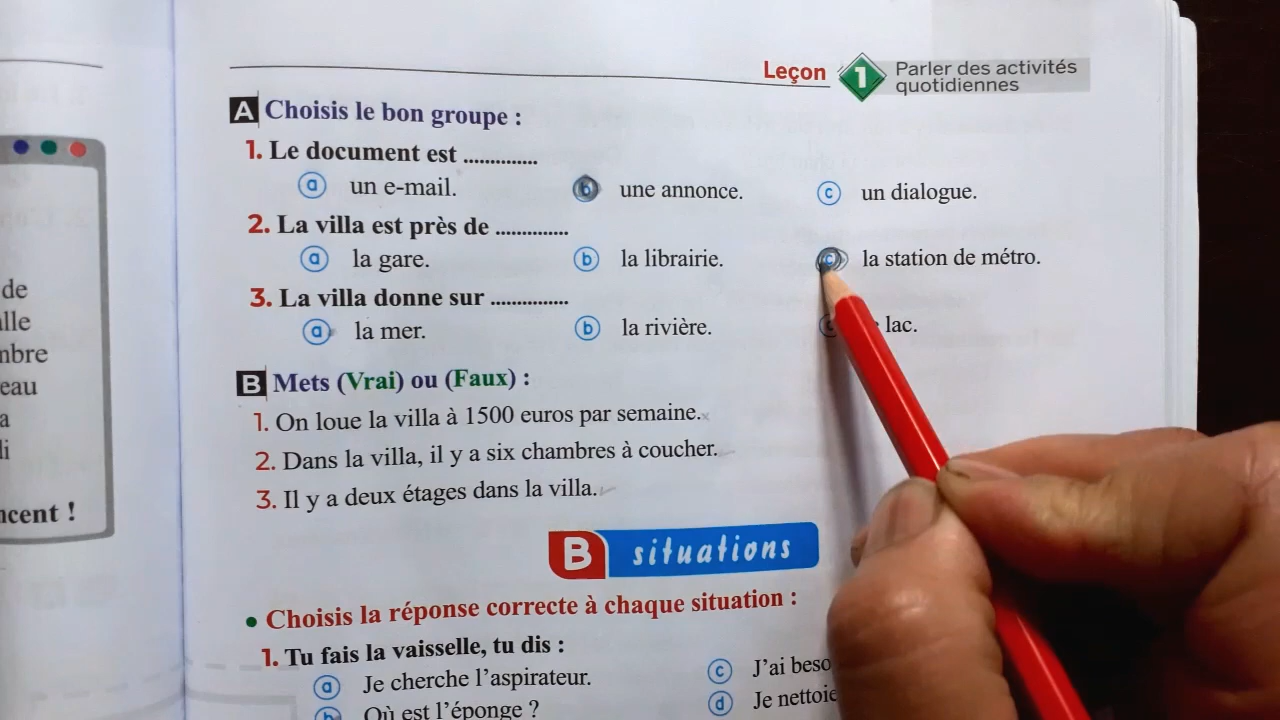 Leçon 1 Parler des activités
quotidiennes
A Choisis le bon groupe :
1. Le document est ..............
a un e-mail. b une annonce. c un dialogue.
2. La villa est près de ..............
a la gare. b la librairie. c la station de métro.
3. La villa donne sur ...............
a la mer. b la rivière. c lac.
B Mets (Vrai) ou (Faux) :
1. On loue la villa à 1500 euros par semaine.
2. Dans la villa, il y a six chambres à coucher.
3. Il y a deux étages dans la villa.
B situations
• Choisis la réponse correcte à chaque situation :
1. Tu fais la vaisselle, tu dis :
a Je cherche l'aspirateur. c J'ai beso
b Où est l'éponge ? d Je nettoie
de
lle
mbre
eau
a
li
ncent !